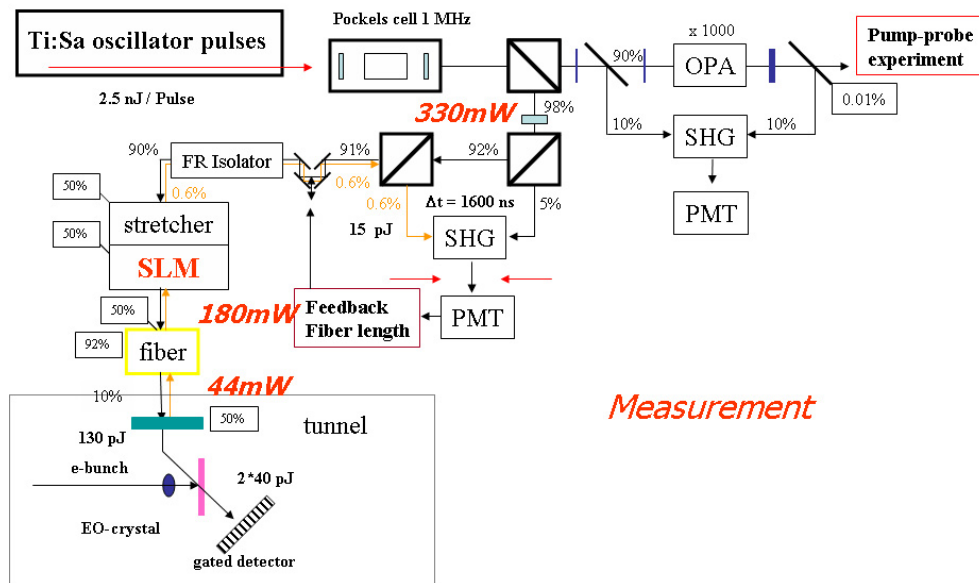 Ti:Sa oscillator pulses
2.5 nJ / Pulse
Pockels cell 1 MHz
330mW
98%
90%
x 1000
OPA
Pump-probe
experiment
0.01%
10%
10%
SHG
PMT
90%
FR Isolator
91%
92%
0.6%
0.6%
0.6%
5%
Δt = 1600 ns
15 pJ
SHG
PMT
Feedback
Fiber length
50%
stretcher
50%
SLM
180mW
50%
92%
fiber
44mW
10%
50%
tunnel
130 pJ
e-bunch
2*40 pJ
EO-crystal
gated detector
Measurement